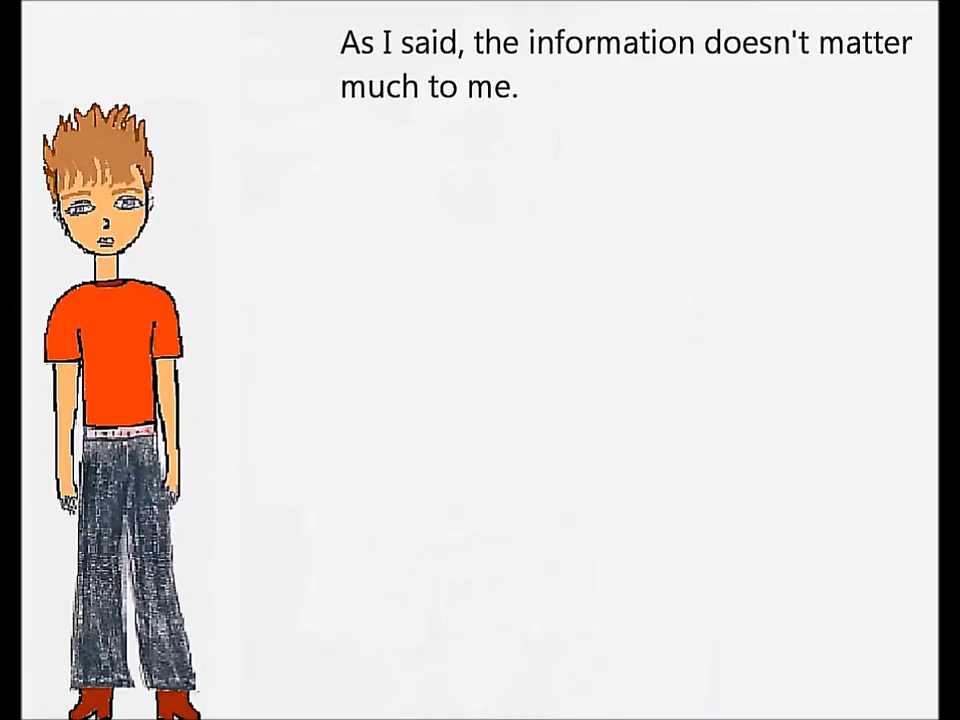 As I said, the information doesn't matter
much to me.